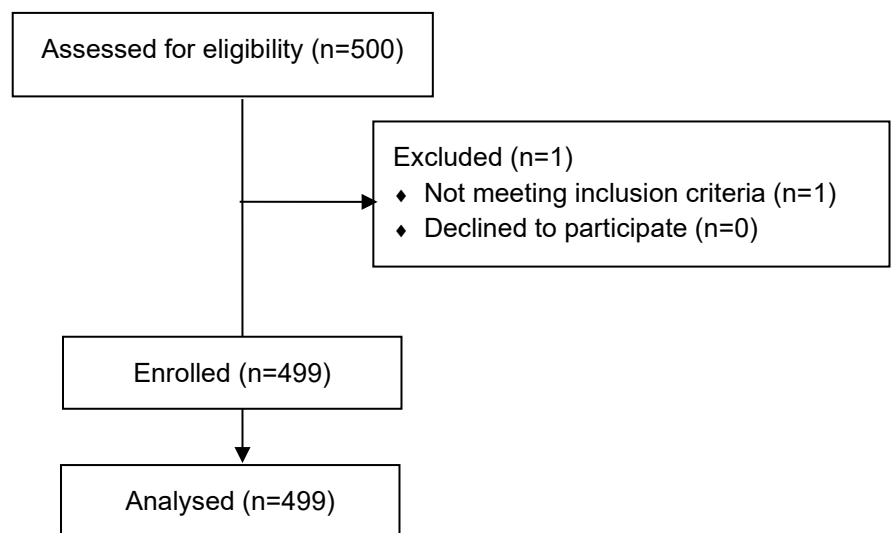 Assessed for eligibility (n=500)
Excluded (n=1)
♦ Not meeting inclusion criteria (n=1)
♦ Declined to participate (n=0)
Enrolled (n=499)
Analysed (n=499)